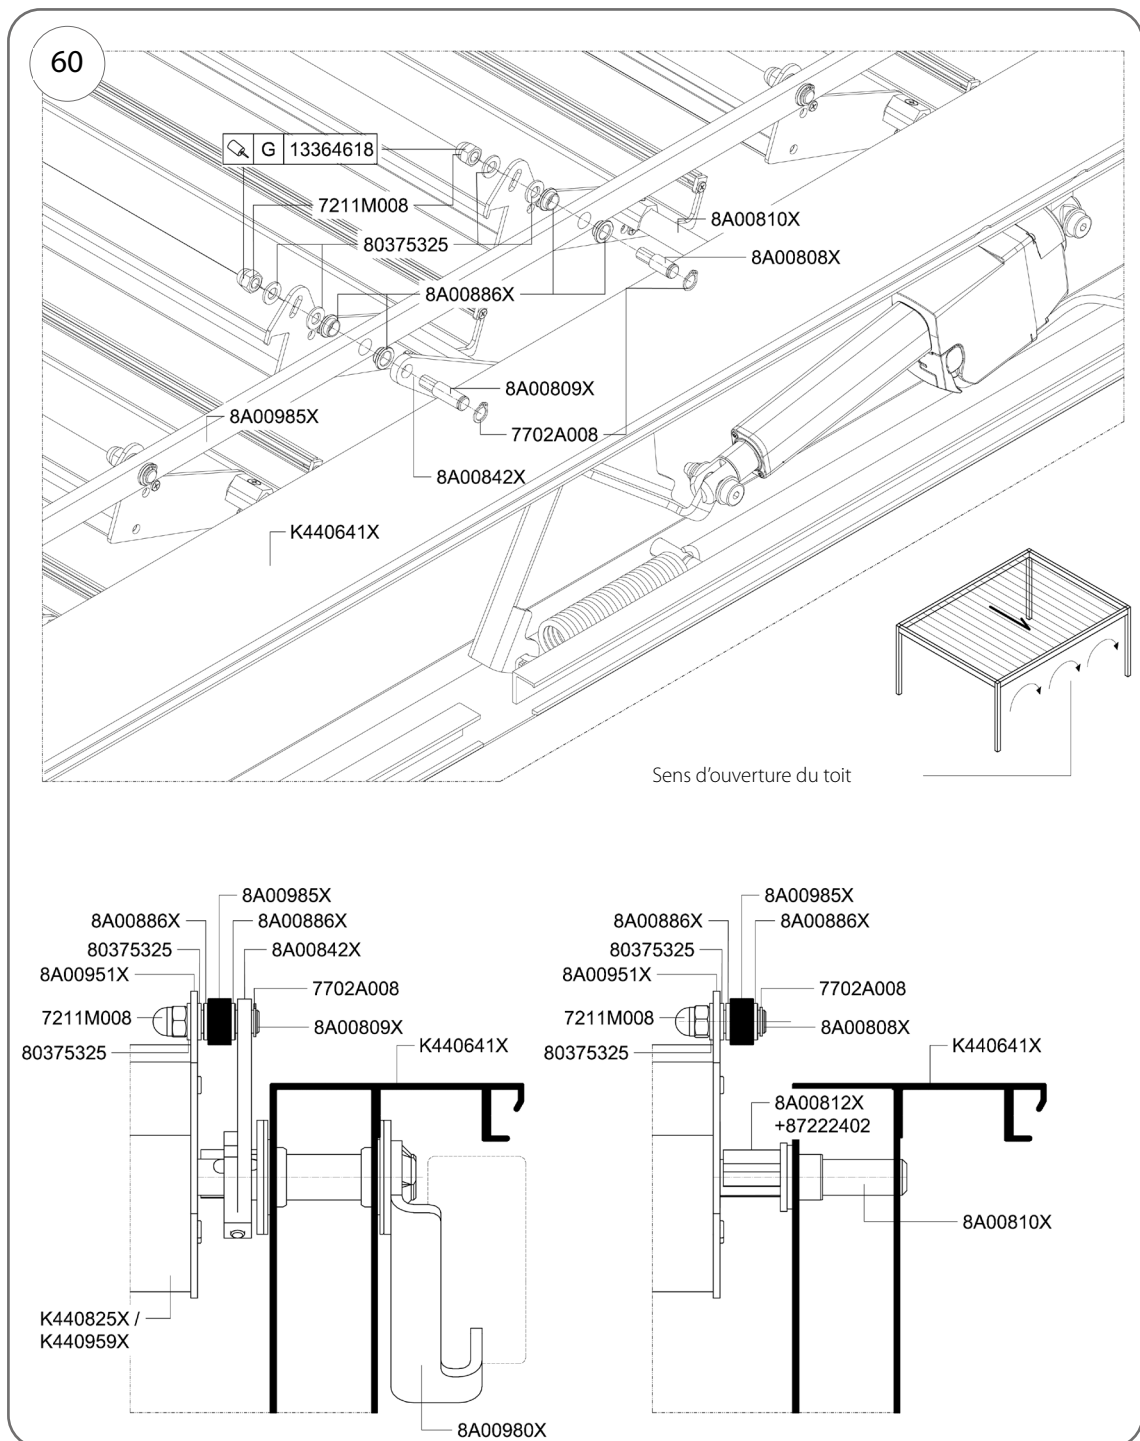 60
G 13364618
7211M008
80375325
8A00886X
8A00810X
8A00808X
8A00809X
8A00985X
7702A008
8A00842X
K440641X
Sens d'ouverture du toit
8A00985X
8A00886X
8A00886X
80375325
8A00842X
8A00951X
7702A008
7211M008
8A00809X
80375325
K440641X
K440825X /
K440959X
8A00980X
8A00985X
8A00886X
8A00886X
80375325
8A00951X
7702A008
7211M008
8A00808X
80375325
K440641X
8A00812X
+87222402
8A00810X